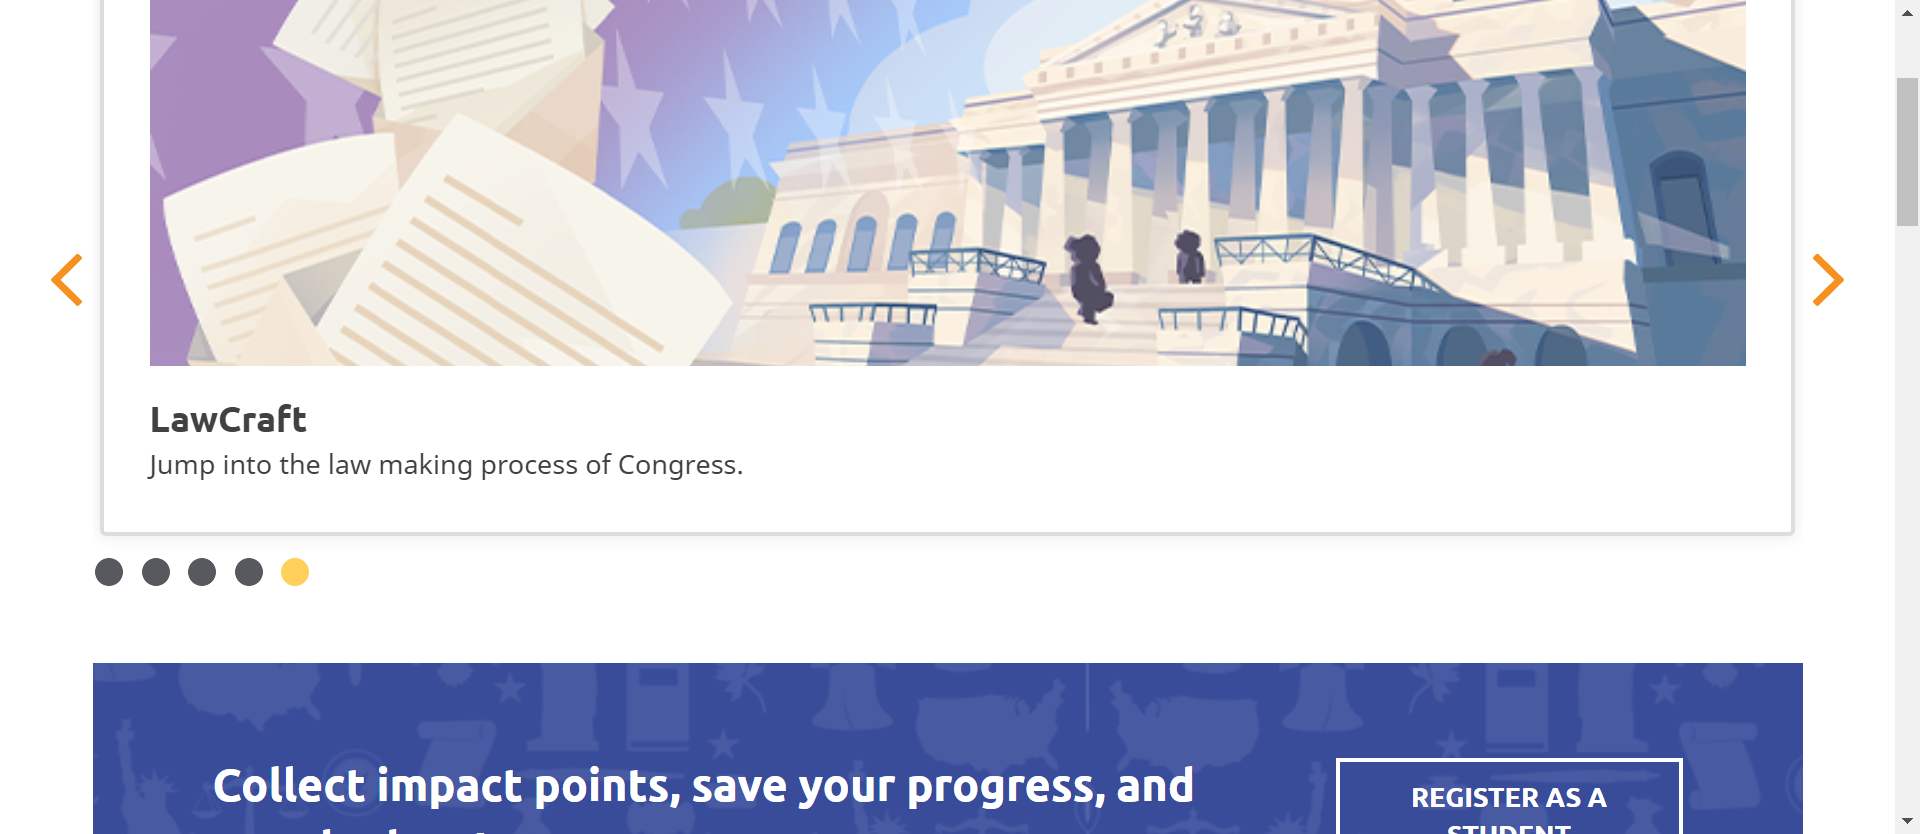 LawCraft
Jump into the law making process of Congress.
Collect impact points, save your progress, and
REGISTER AS A
STUDENT